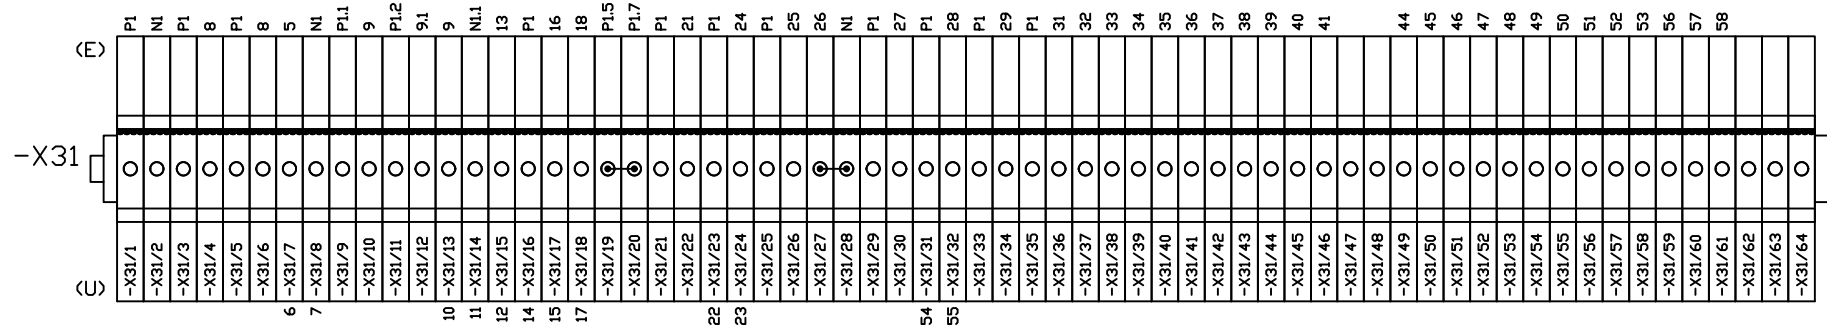 P1 N1 P1 8 P1 8 5 N1 P1.1 9 P1.2 9.1 9 N1.1 13 P1 16 18 P1.5 P1.7 P1 21 P1 24 P1 25 26 N1 P1 27 P1 28 P1 29 P1 31 32 33 34 35 36 37 38 39 40 41 44 45 46 47 48 49 50 51 52 53 56 57 58
(E)
-X31
(U) -X31/1 -X31/2 -X31/3 -X31/4 -X31/5 -X31/6 -X31/7 -X31/8 -X31/9 -X31/10 -X31/11 -X31/12 -X31/13 -X31/14 -X31/15 -X31/16 -X31/17 -X31/18 -X31/19 -X31/20 -X31/21 -X31/22 -X31/23 -X31/24 -X31/25 -X31/26 -X31/27 -X31/28 -X31/29 -X31/30 -X31/31 -X31/32 -X31/33 -X31/34 -X31/35 -X31/36 -X31/37 -X31/38 -X31/39 -X31/40 -X31/41 -X31/42 -X31/43 -X31/44 -X31/45 -X31/46 -X31/47 -X31/48 -X31/49 -X31/50 -X31/51 -X31/52 -X31/53 -X31/54 -X31/55 -X31/56 -X31/57 -X31/58 -X31/59 -X31/60 -X31/61 -X31/62 -X31/63 -X31/64
6 7 10 11 12 14 15 17 22 23 54 55